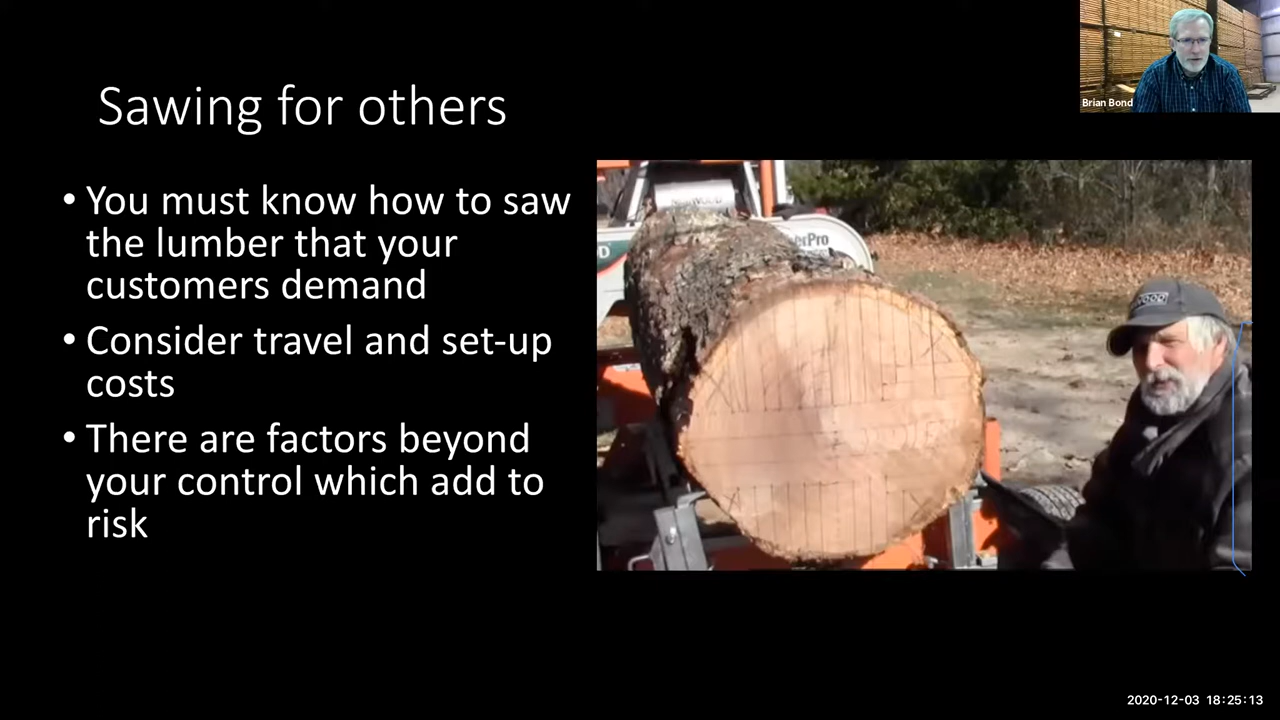 Sawing for others
Brian Bond
• You must know how to saw
the lumber that your
customers demand
• Consider travel and set-up
costs
• There are factors beyond
your control which add to
risk
2020-12-03 18:25:13